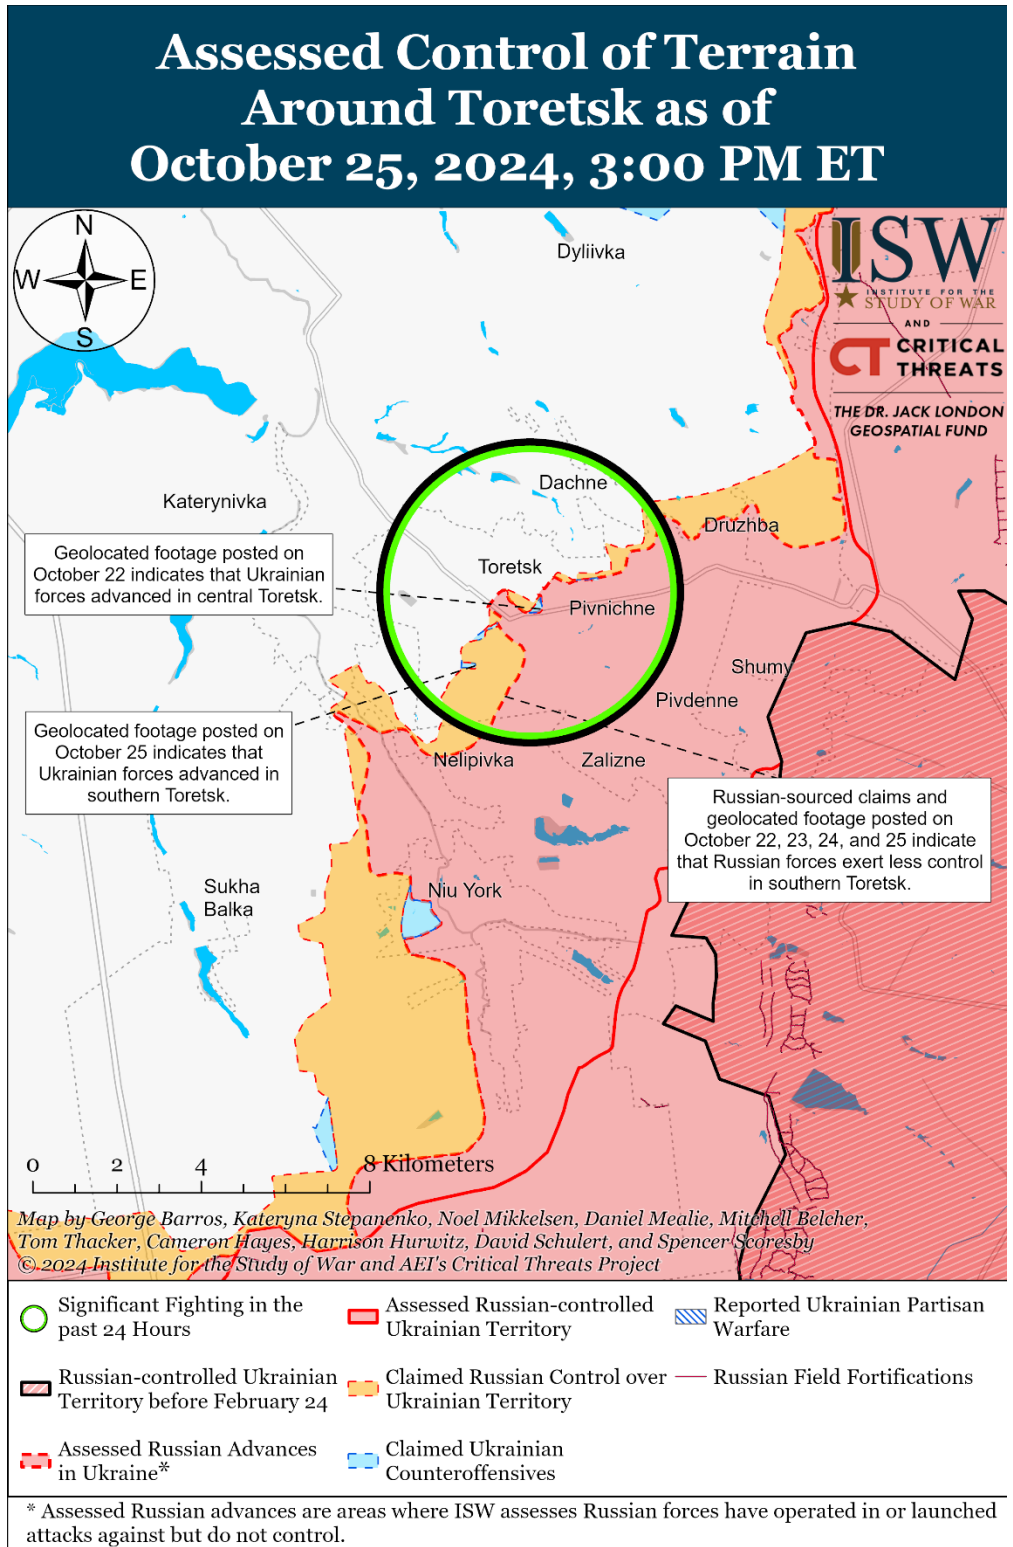 Assessed Control of Terrain
Around Toretsk as of
October 25, 2024, 3:00 PM ET
N
W
E
S
Dyliivka
ISW
INSTITUTE FOR THE
STUDY OF WAR
AND
CT CRITICAL
THREATS
THE DR. JACK LONDON
GEOSPATIAL FUND
Dachne
Katerynivka
Druzhba
Geolocated footage posted on
October 22 indicates that Ukrainian
forces advanced in central Toretsk.
Toretsk
Pivnichne
Shumy
Pivdenne
Geolocated footage posted on
October 25 indicates that
Ukrainian forces advanced in
southern Toretsk.
Nelipivka
Zalizne
Russian-sourced claims and
geolocated footage posted on
October 22, 23, 24, and 25 indicate
that Russian forces exert less control
in southern Toretsk.
Sukha
Balka
Niu York
0 2 4 8 Kilometers
Map by George Barros, Kateryna Stepanenko, Noel Mikkelsen, Daniel Mealie, Mitchell Belcher,
Tom Thacker, Cameron Hayes, Harrison Hurwitz, David Schulert, and Spencer Scoresby
© 2024 Institute for the Study of War and AEI's Critical Threats Project
Significant Fighting in the
past 24 Hours
Assessed Russian-controlled
Ukrainian Territory
Reported Ukrainian Partisan
Warfare
Russian-controlled Ukrainian
Territory before February 24
Claimed Russian Control over
Ukrainian Territory
Russian Field Fortifications
Assessed Russian Advances
in Ukraine*
Claimed Ukrainian
Counteroffensives
* Assessed Russian advances are areas where ISW assesses Russian forces have operated in or launched
attacks against but do not control.